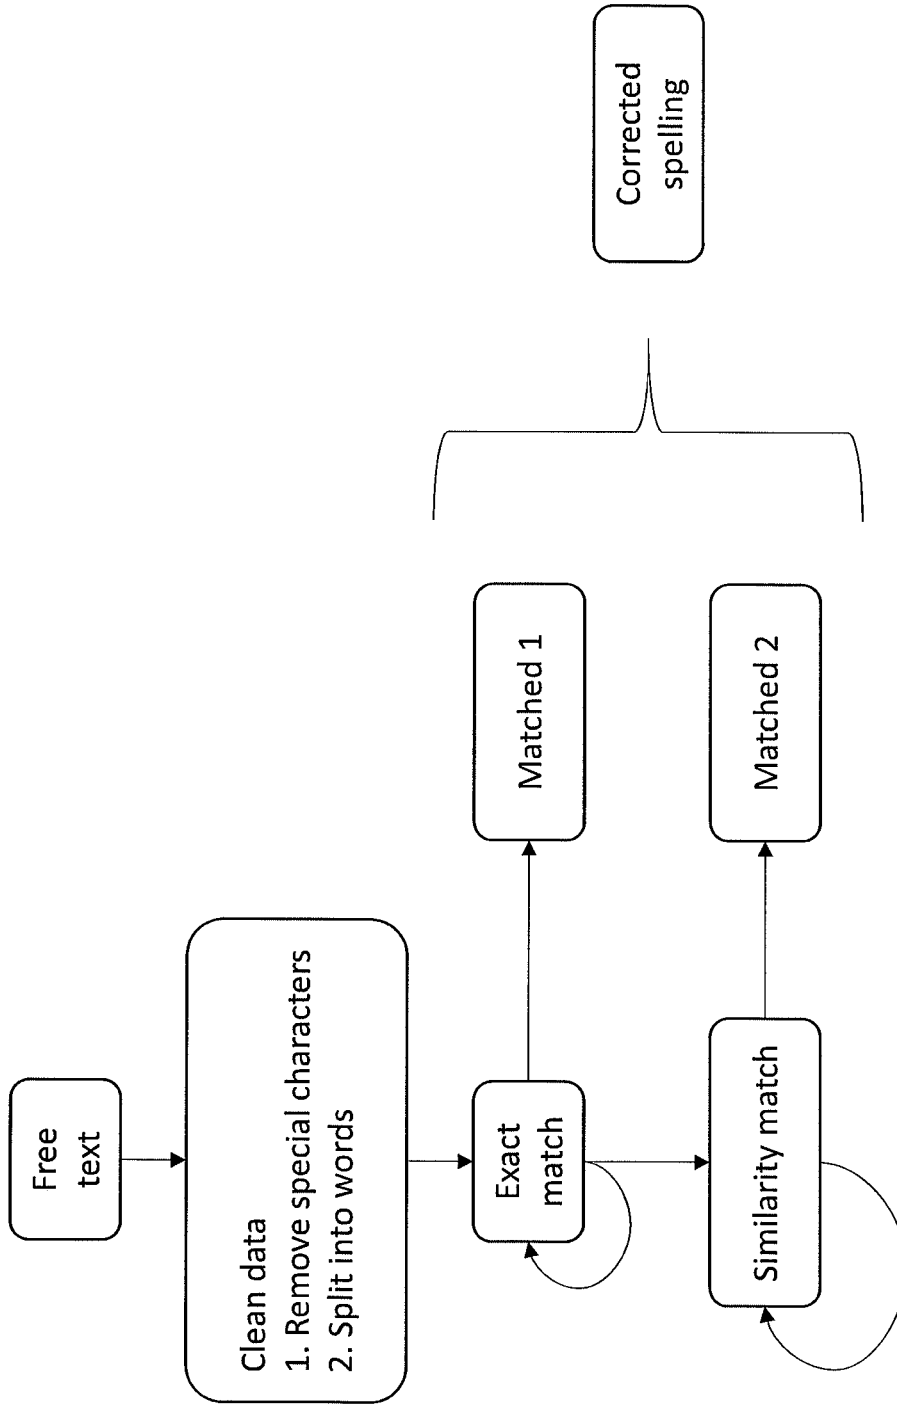 Free
text
Clean data
1. Remove special characters
2. Split into words
Exact
match
Matched 1
Similarity match
Matched 2
Corrected
spelling